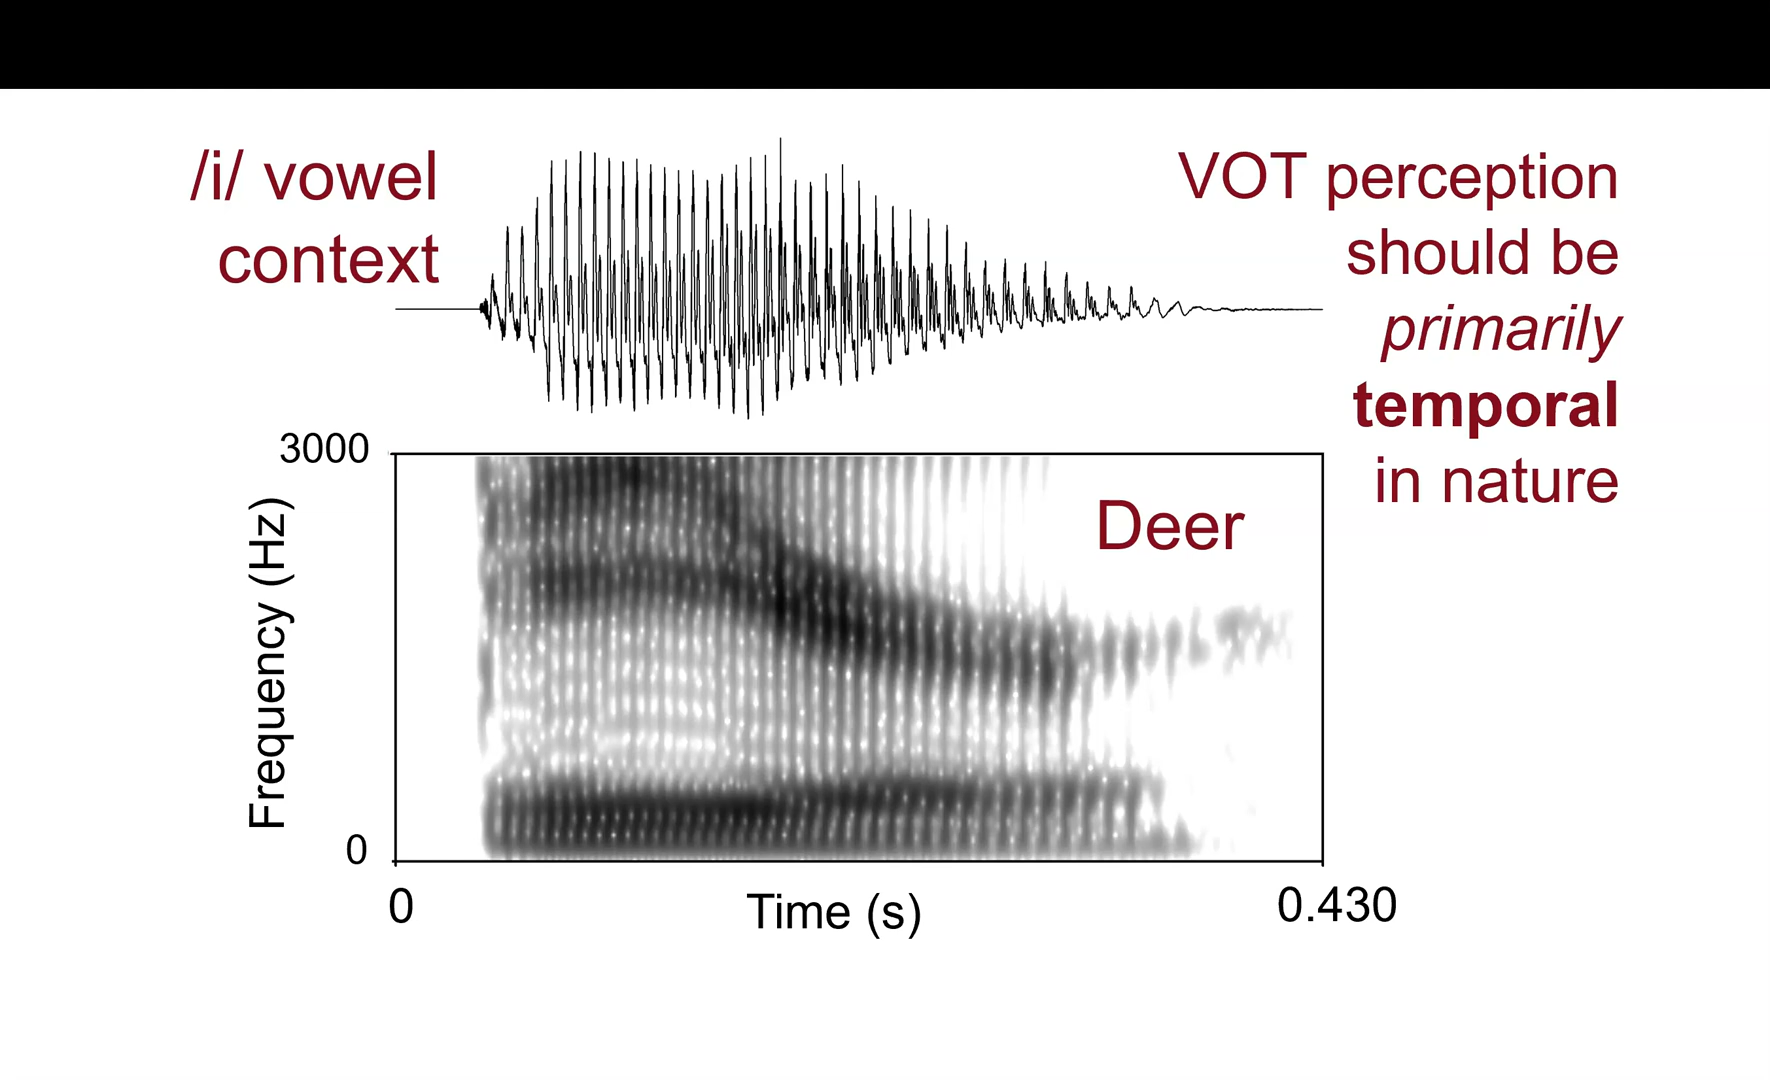 /i/ vowel
context
VOT perception
should be
primarily
temporal
in nature
3000
Frequency (Hz)
0
Deer
0
Time (s)
0.430